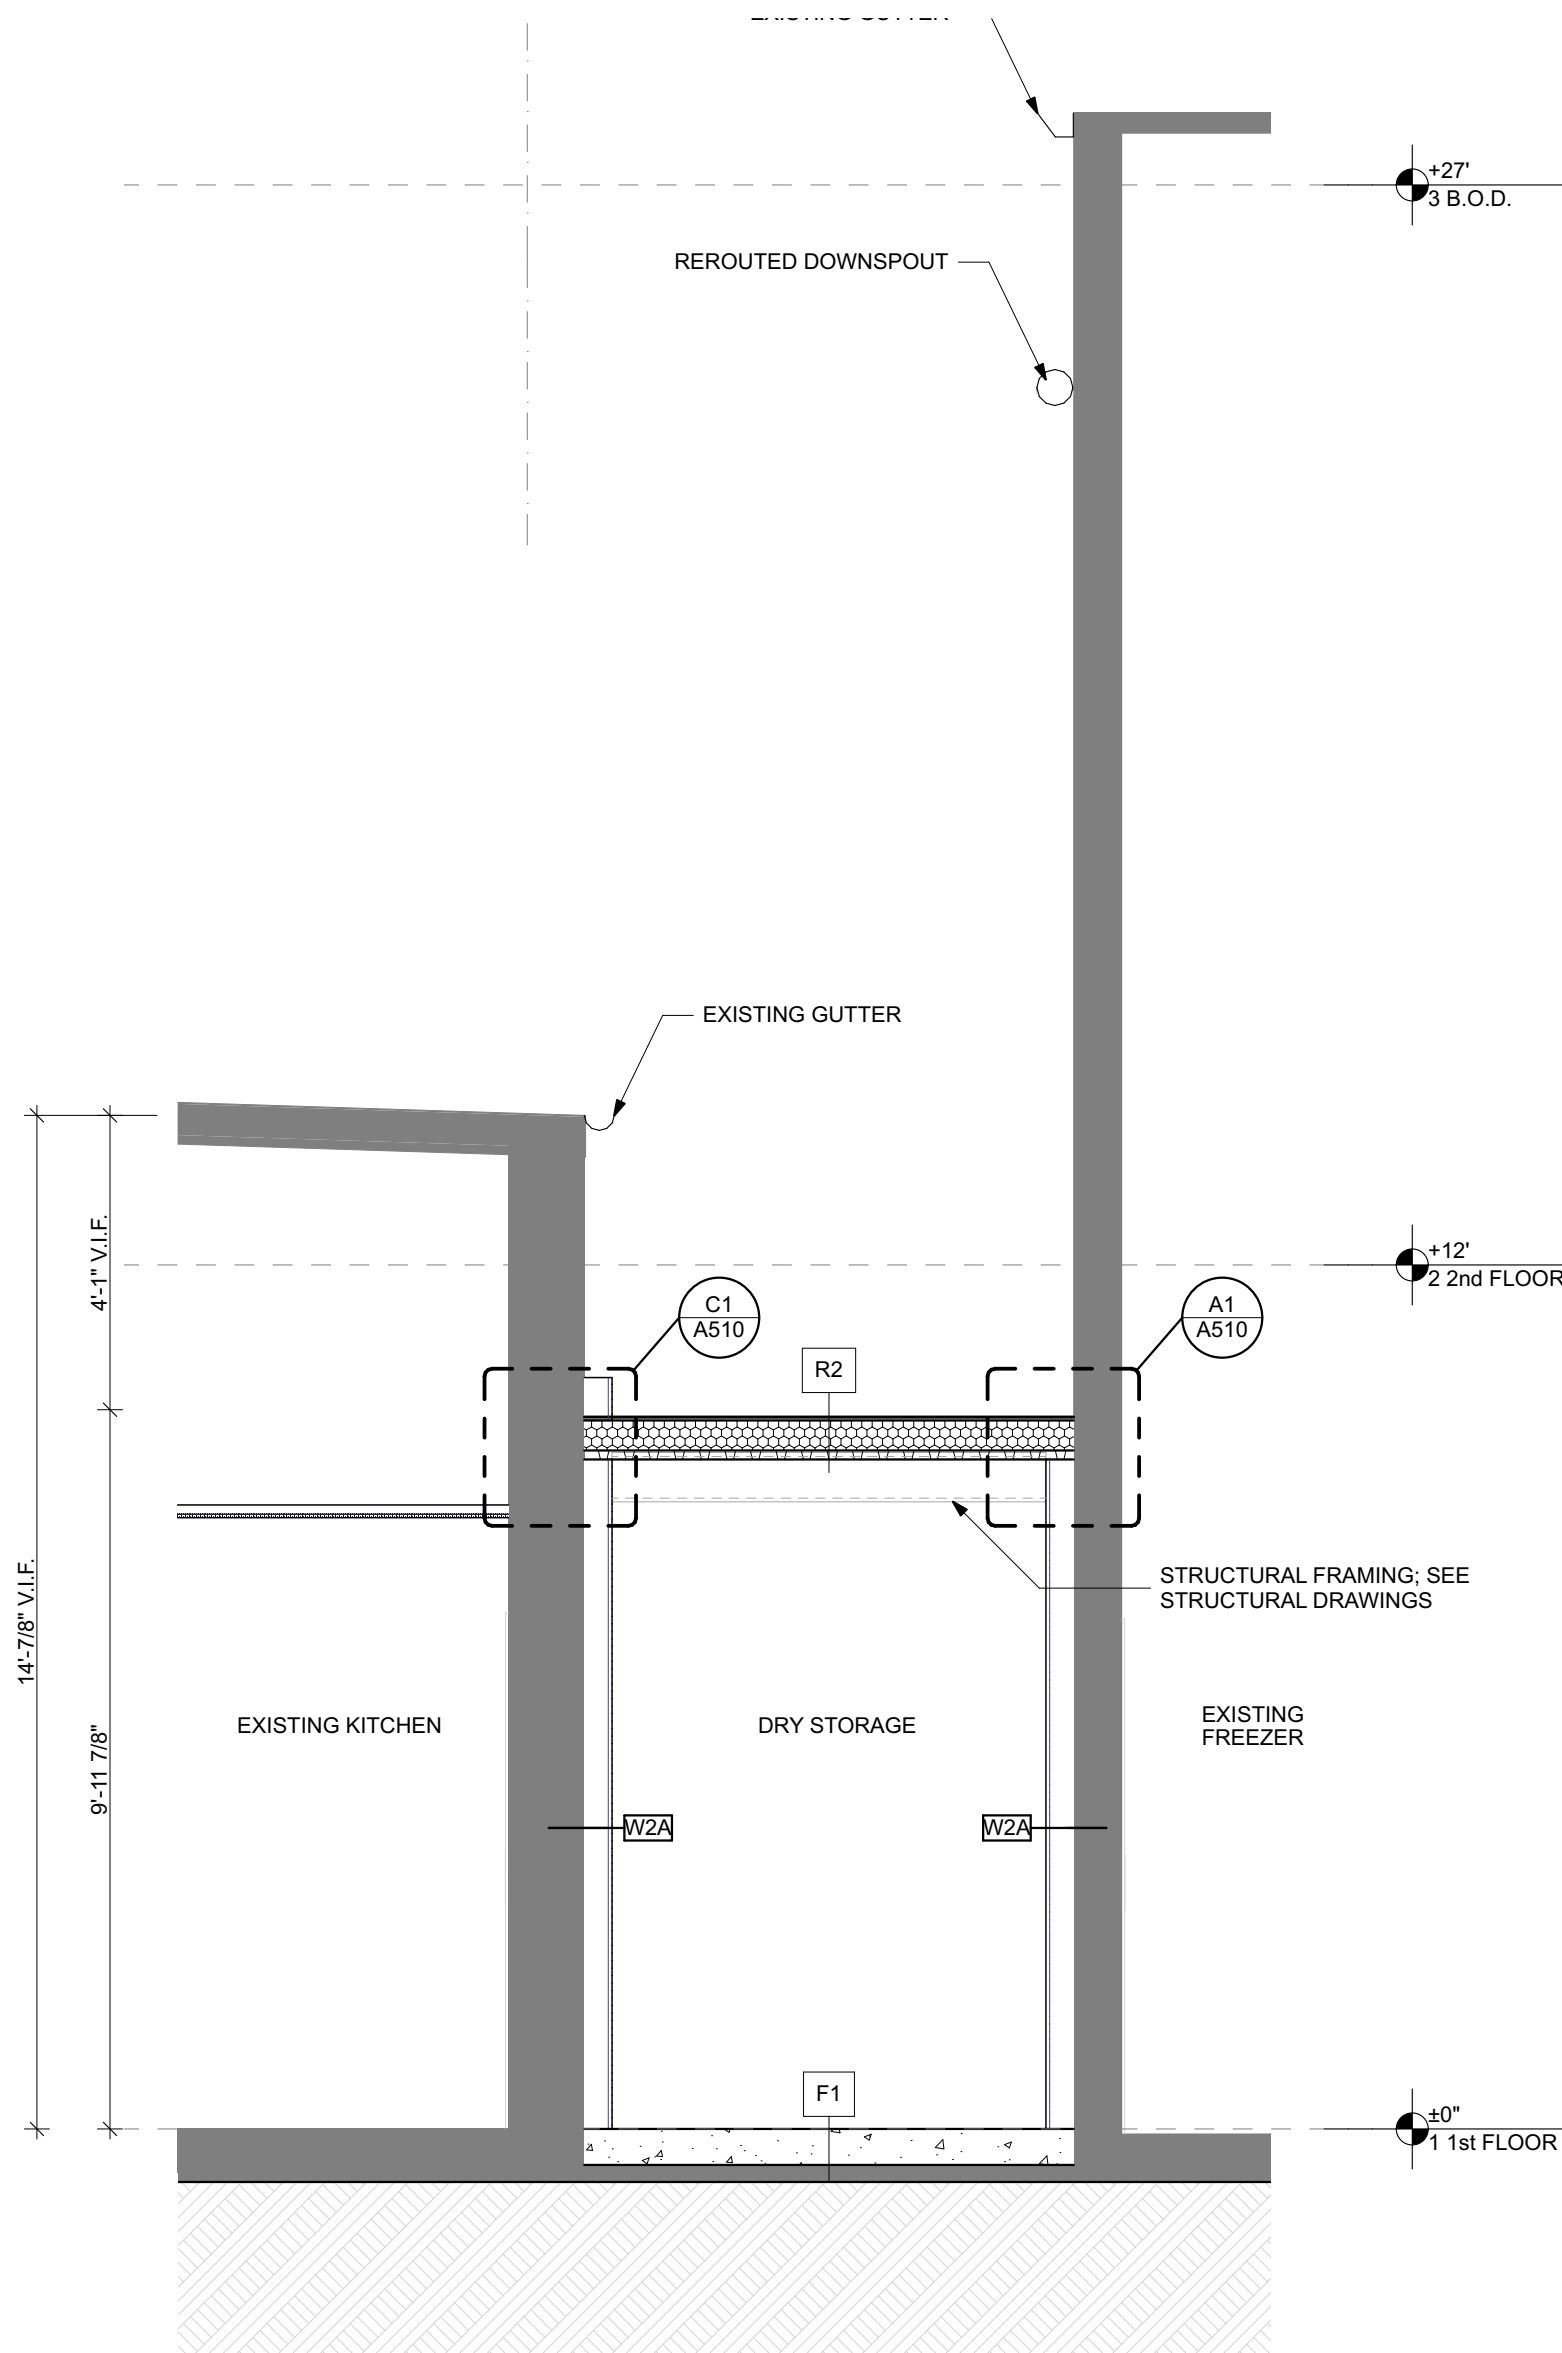 EXISTING GUTTER
+27'
3 B.O.D.
REROUTED DOWNSPOUT
EXISTING GUTTER
+12'
2 2nd FLOOR
4'-1" V.I.F.
C1
A510
A1
A510
R2
STRUCTURAL FRAMING; SEE
STRUCTURAL DRAWINGS
14'-7/8" V.I.F.
9'-11 7/8"
EXISTING KITCHEN
DRY STORAGE
EXISTING
FREEZER
W2A
W2A
F1
±0"
1 1st FLOOR